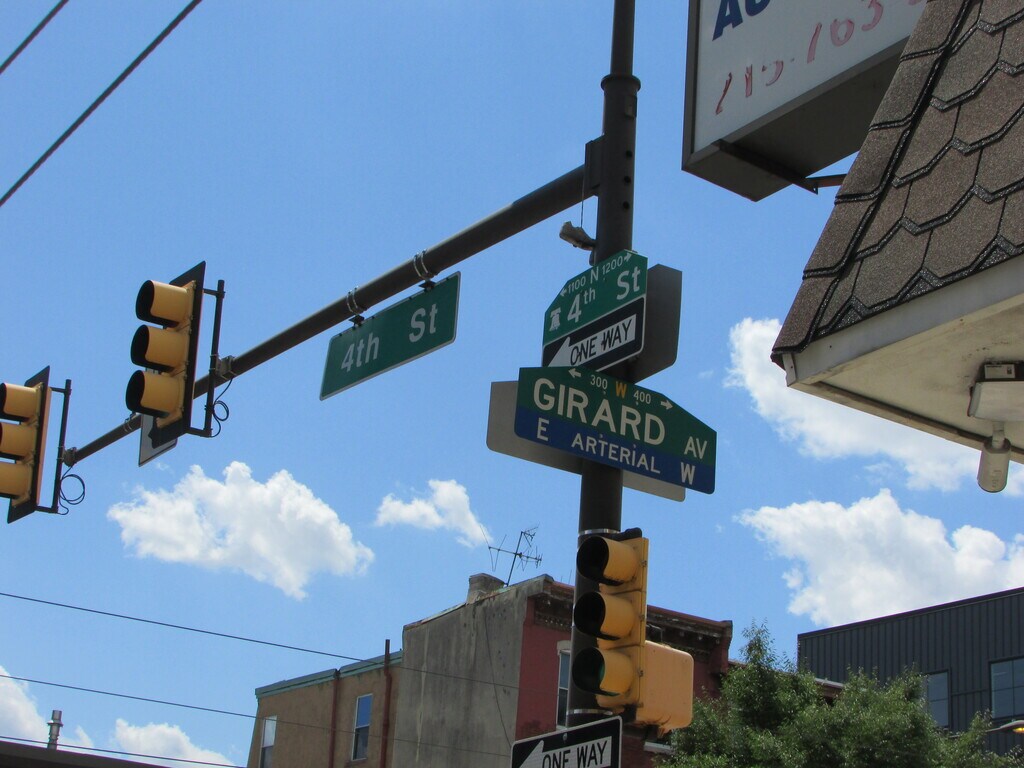 ← 1100 N 1200 →
4th St
ONE WAY
4th St
← 300 W 400 →
GIRARD AV
E ARTERIAL W
ONE WAY